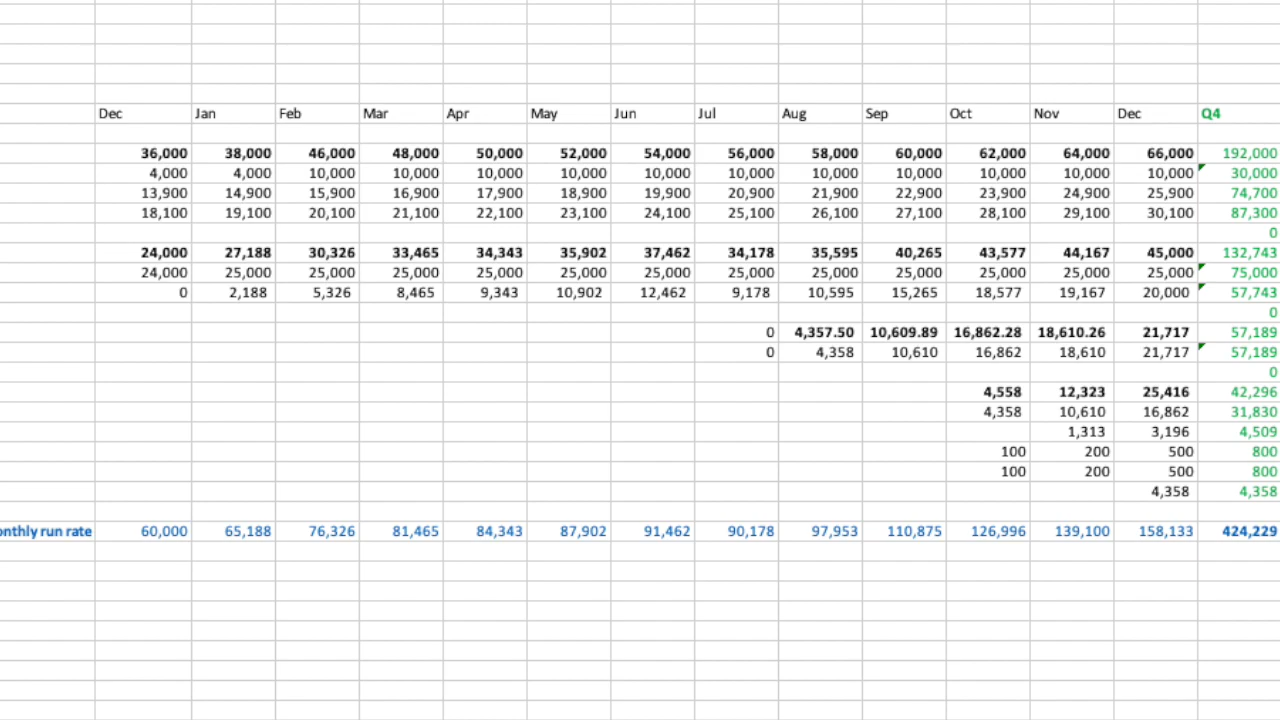 Dec Jan Feb Mar Apr May Jun Jul Aug Sep Oct Nov Dec Q4
36,000 38,000 46,000 48,000 50,000 52,000 54,000 56,000 58,000 60,000 62,000 64,000 66,000 192,000
4,000 4,000 10,000 10,000 10,000 10,000 10,000 10,000 10,000 10,000 10,000 10,000 10,000 30,000
13,900 14,900 15,900 16,900 17,900 18,900 19,900 20,900 21,900 22,900 23,900 24,900 25,900 74,700
18,100 19,100 20,100 21,100 22,100 23,100 24,100 25,100 26,100 27,100 28,100 29,100 30,100 87,300
0
24,000 27,188 30,326 33,465 34,343 35,902 37,462 34,178 35,595 40,265 43,577 44,167 45,000 132,743
24,000 25,000 25,000 25,000 25,000 25,000 25,000 25,000 25,000 25,000 25,000 25,000 25,000 75,000
0 2,188 5,326 8,465 9,343 10,902 12,462 9,178 10,595 15,265 18,577 19,167 20,000 57,743
0
0 4,357.50 10,609.89 16,862.28 18,610.26 21,717 57,189
0 4,358 10,610 16,862 18,610 21,717 57,189
0
4,558 12,323 25,416 42,296
4,358 10,610 16,862 31,830
1,313 3,196 4,509
100 200 500 800
100 200 500 800
4,358 4,358
onthly run rate 60,000 65,188 76,326 81,465 84,343 87,902 91,462 90,178 97,953 110,875 126,996 139,100 158,133 424,229